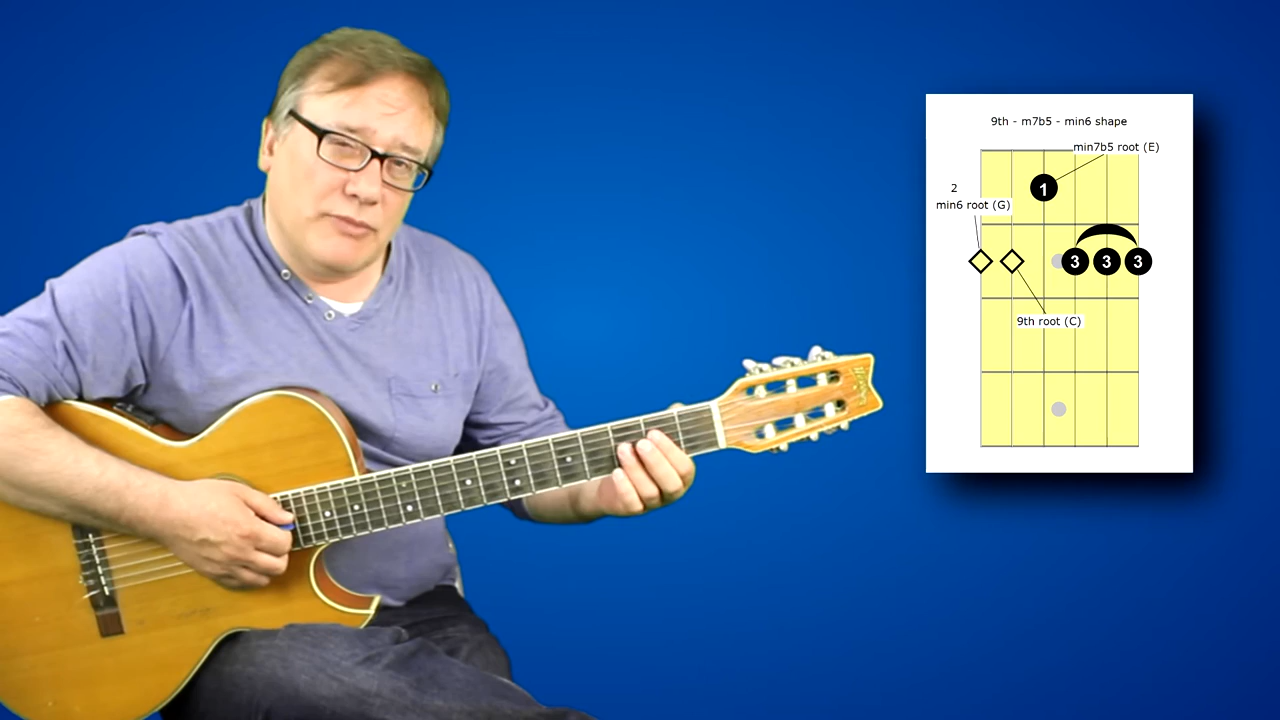 9th - m7b5 - min6 shape
min7b5 root (E)
1
2
min6 root (G)
3 3 3
9th root (C)